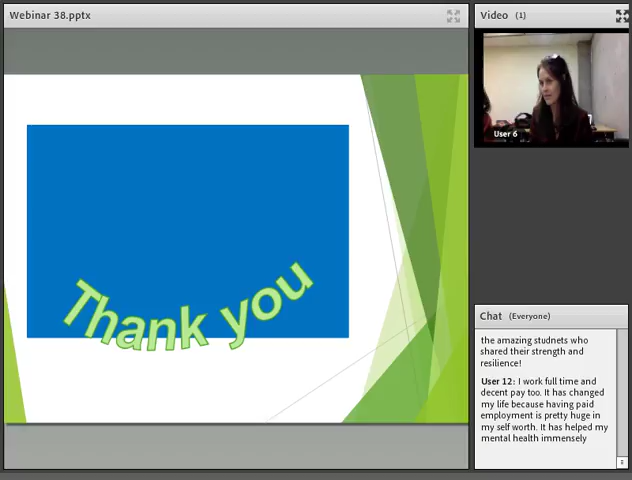 Webinar 38.pptx
Thank you
Video (1)
User 6
Chat (Everyone)
the amazing studnets who
shared their strength and
resilience!
User 12: I work full time and
decent pay too. It has changed
my life because having paid
employment is pretty huge in
my self worth. It has helped my
mental health immensely